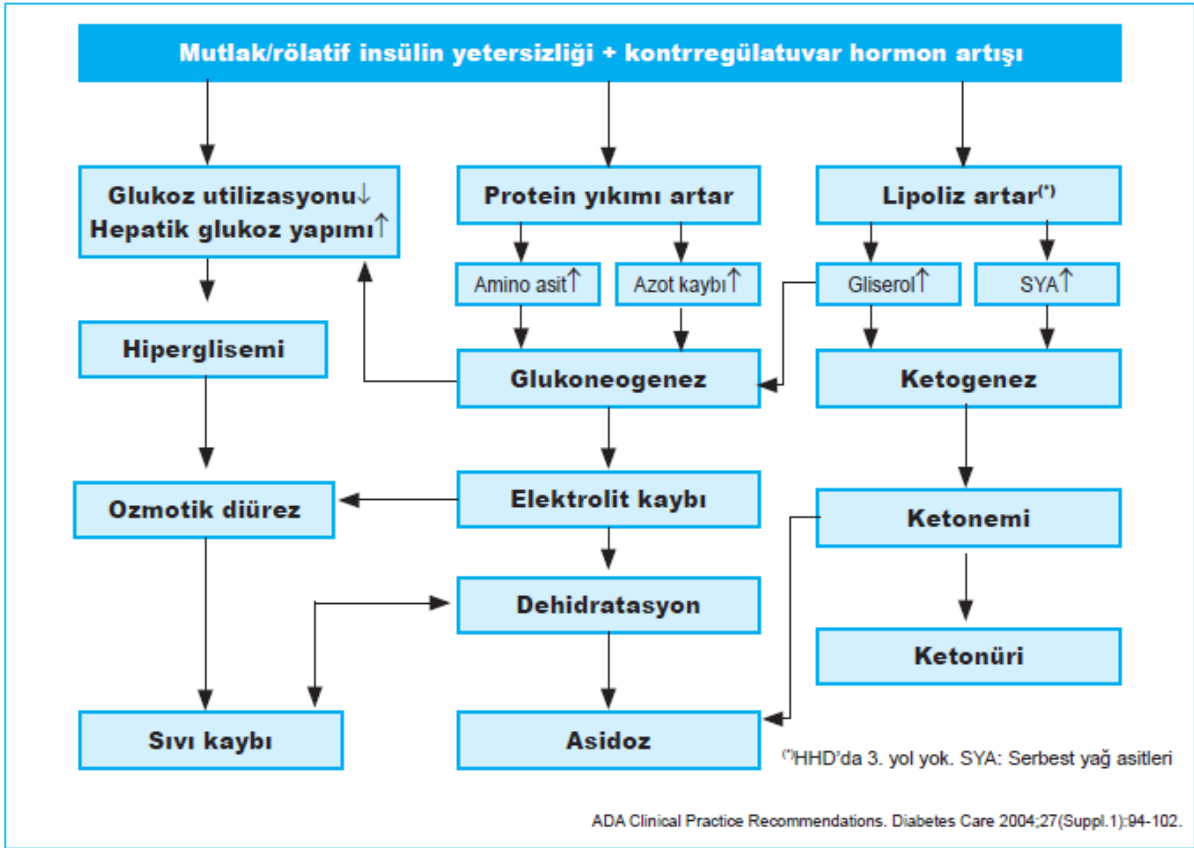 Mutlak/rölatif insülin yetersizliği + kontrregülatuvar hormon artışı
Glukoz utilizasyonu↓
Hepatik glukoz yapımı↑
Protein yıkımı artar
Lipoliz artar(*)
Amino asit↑
Azot kaybı↑
Gliserol↑
SYA↑
Hiperglisemi
Glukoneogenez
Ketogenez
Ozmotik diürez
Elektrolit kaybı
Ketonemi
Dehidratasyon
Ketonüri
Sıvı kaybı
Asidoz
(*)HHD'da 3. yol yok. SYA: Serbest yağ asitleri
ADA Clinical Practice Recommendations. Diabetes Care 2004;27(Suppl.1):94-102.